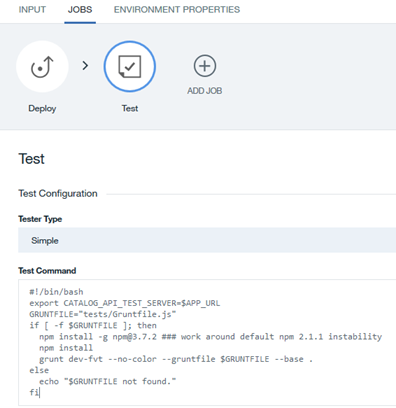 INPUT JOBS ENVIRONMENT PROPERTIES
Deploy Test ADD JOB
Test
Test Configuration
Tester Type
Simple
Test Command
#!/bin/bash
export CATALOG_API_TEST_SERVER=$APP_URL
GRUNTFILE="tests/Gruntfile.js"
if [ -f $GRUNTFILE ]; then
  npm install -g npm@3.7.2 ### work around default npm 2.1.1 instability
  npm install
  grunt dev-fvt --no-color --gruntfile $GRUNTFILE --base .
else
  echo "$GRUNTFILE not found."
fi